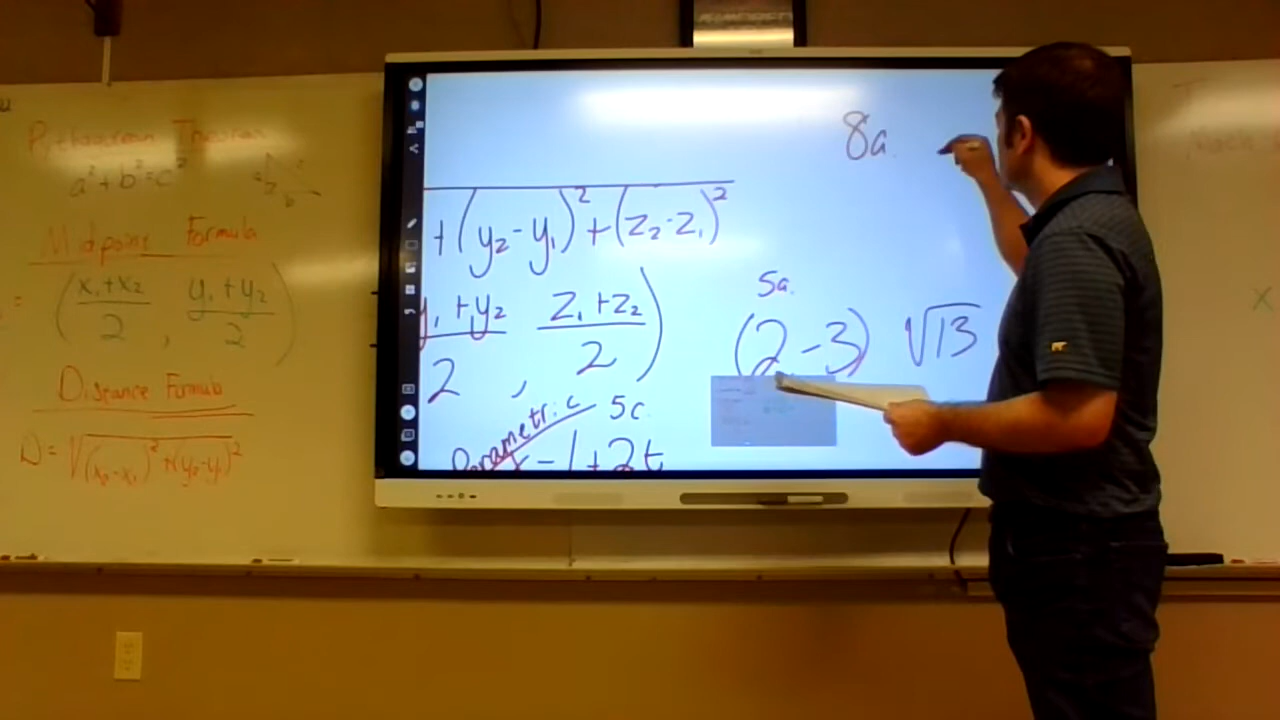 Pythagorean Theorem
a² + b² = c²
Midpoint Formula
= (x₁+x₂/2 , y₁+y₂/2)
Distance Formula
D = √(x₂-x₁)²+(y₂-y₁)²
8a.
+(y₂-y₁)²+(z₂-z₁)²
y₁+y₂/2 , z₁+z₂/2)
5a.
(2,-3) √13
Parametric 5c.
-1+2t